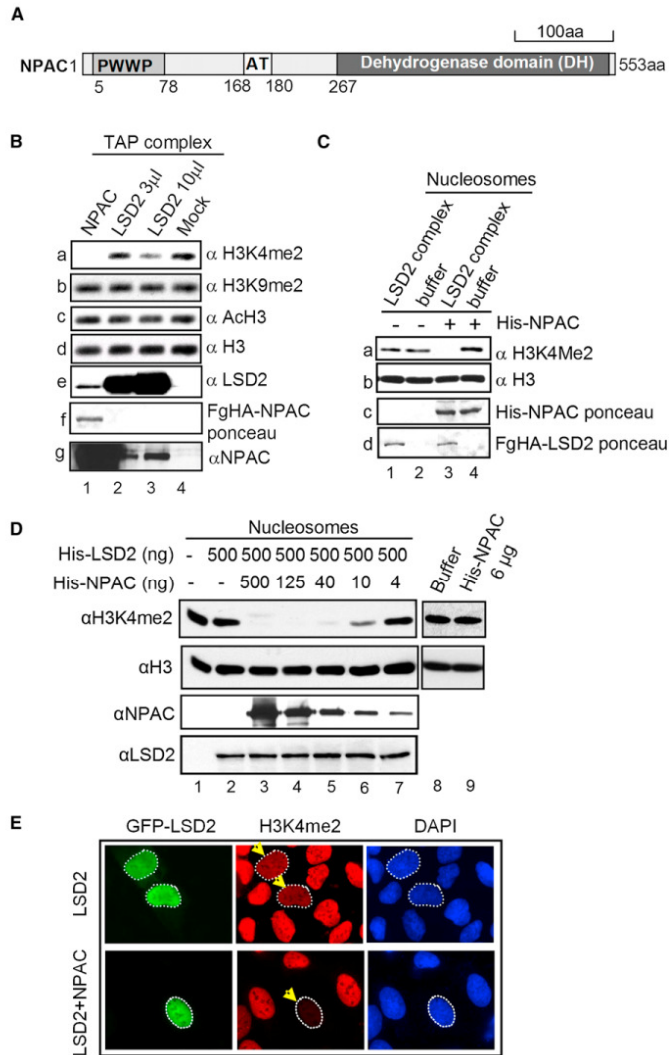 A
100aa
NPAC1 PWWP AT Dehydrogenase domain (DH) 553aa
5 78 168 180 267
B
TAP complex
NPAC LSD2 3μl LSD2 10μl Mock
a α H3K4me2
b α H3K9me2
c α AcH3
d α H3
e α LSD2
f FgHA-NPAC
ponceau
g αNPAC
1 2 3 4
C
Nucleosomes
LSD2 complex buffer LSD2 complex buffer
- - + + His-NPAC
a α H3K4Me2
b α H3
c His-NPAC ponceau
d FgHA-LSD2 ponceau
1 2 3 4
D
Nucleosomes
His-LSD2 (ng) - 500 500 500 500 500 500
His-NPAC (ng) - - 500 125 40 10 4
Buffer His-NPAC 6 μg
αH3K4me2
αH3
αNPAC
αLSD2
1 2 3 4 5 6 7 8 9
E
GFP-LSD2 H3K4me2 DAPI
LSD2
LSD2+NPAC